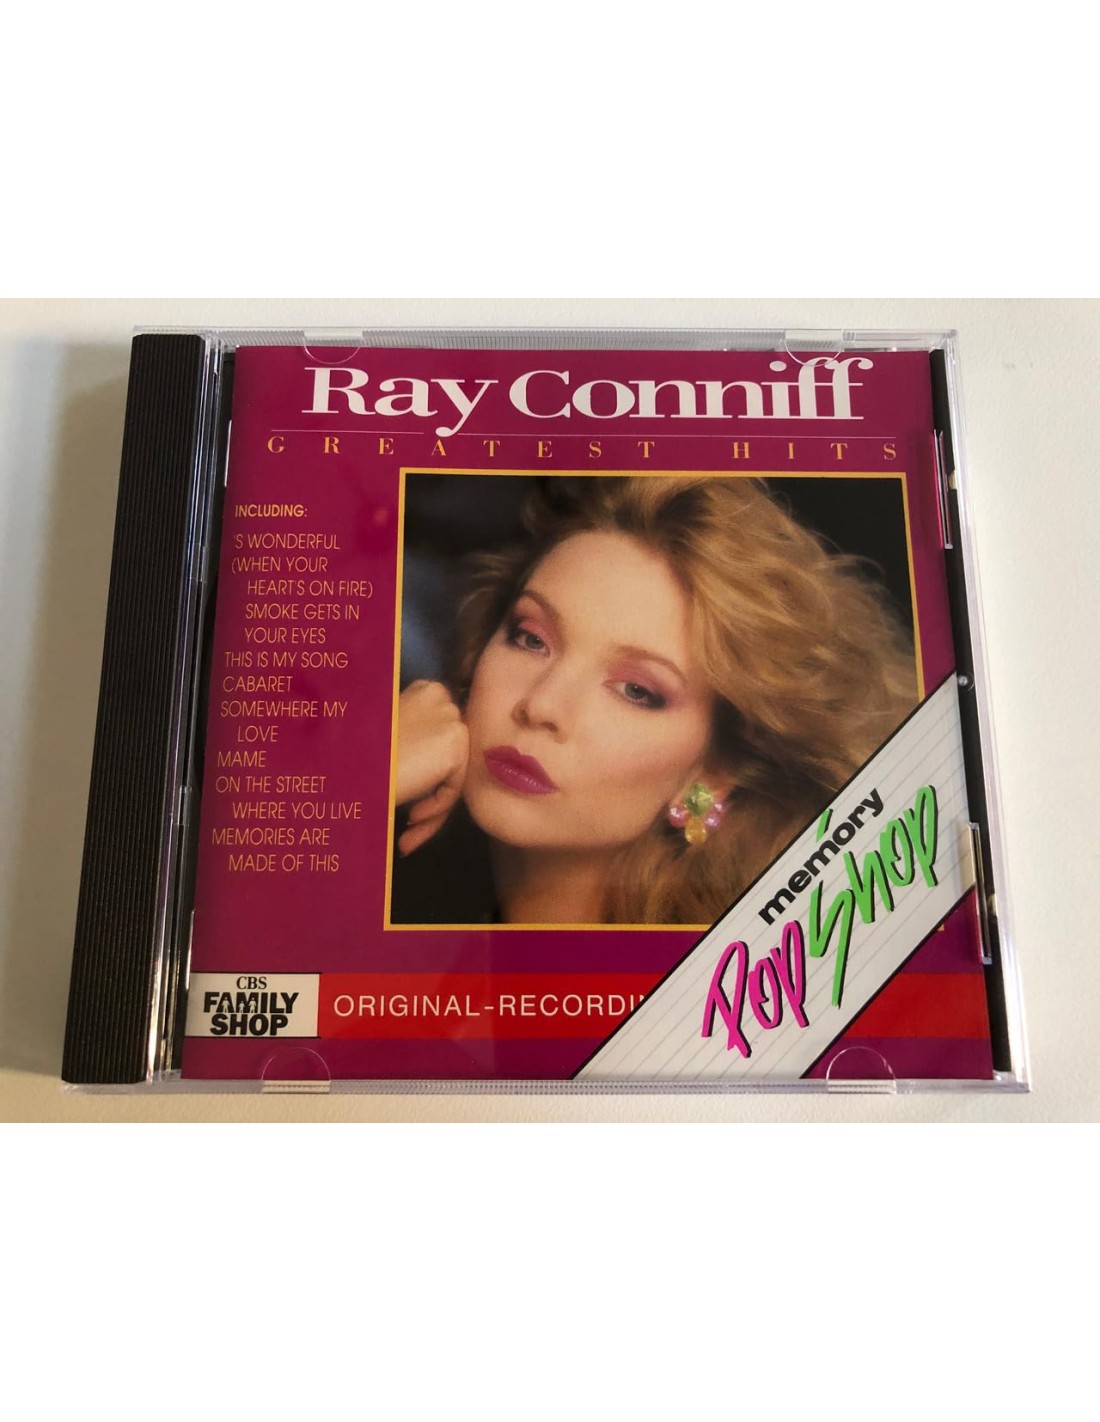 Ray Conniff
GREATEST HITS
INCLUDING:
'S WONDERFUL
(WHEN YOUR
HEART'S ON FIRE)
SMOKE GETS IN
YOUR EYES
THIS IS MY SONG
CABARET
SOMEWHERE MY
LOVE
MAME
ON THE STREET
WHERE YOU LIVE
MEMORIES ARE
MADE OF THIS
memory
Pop Shop
CBS
FAMILY
SHOP
ORIGINAL-RECORDIN